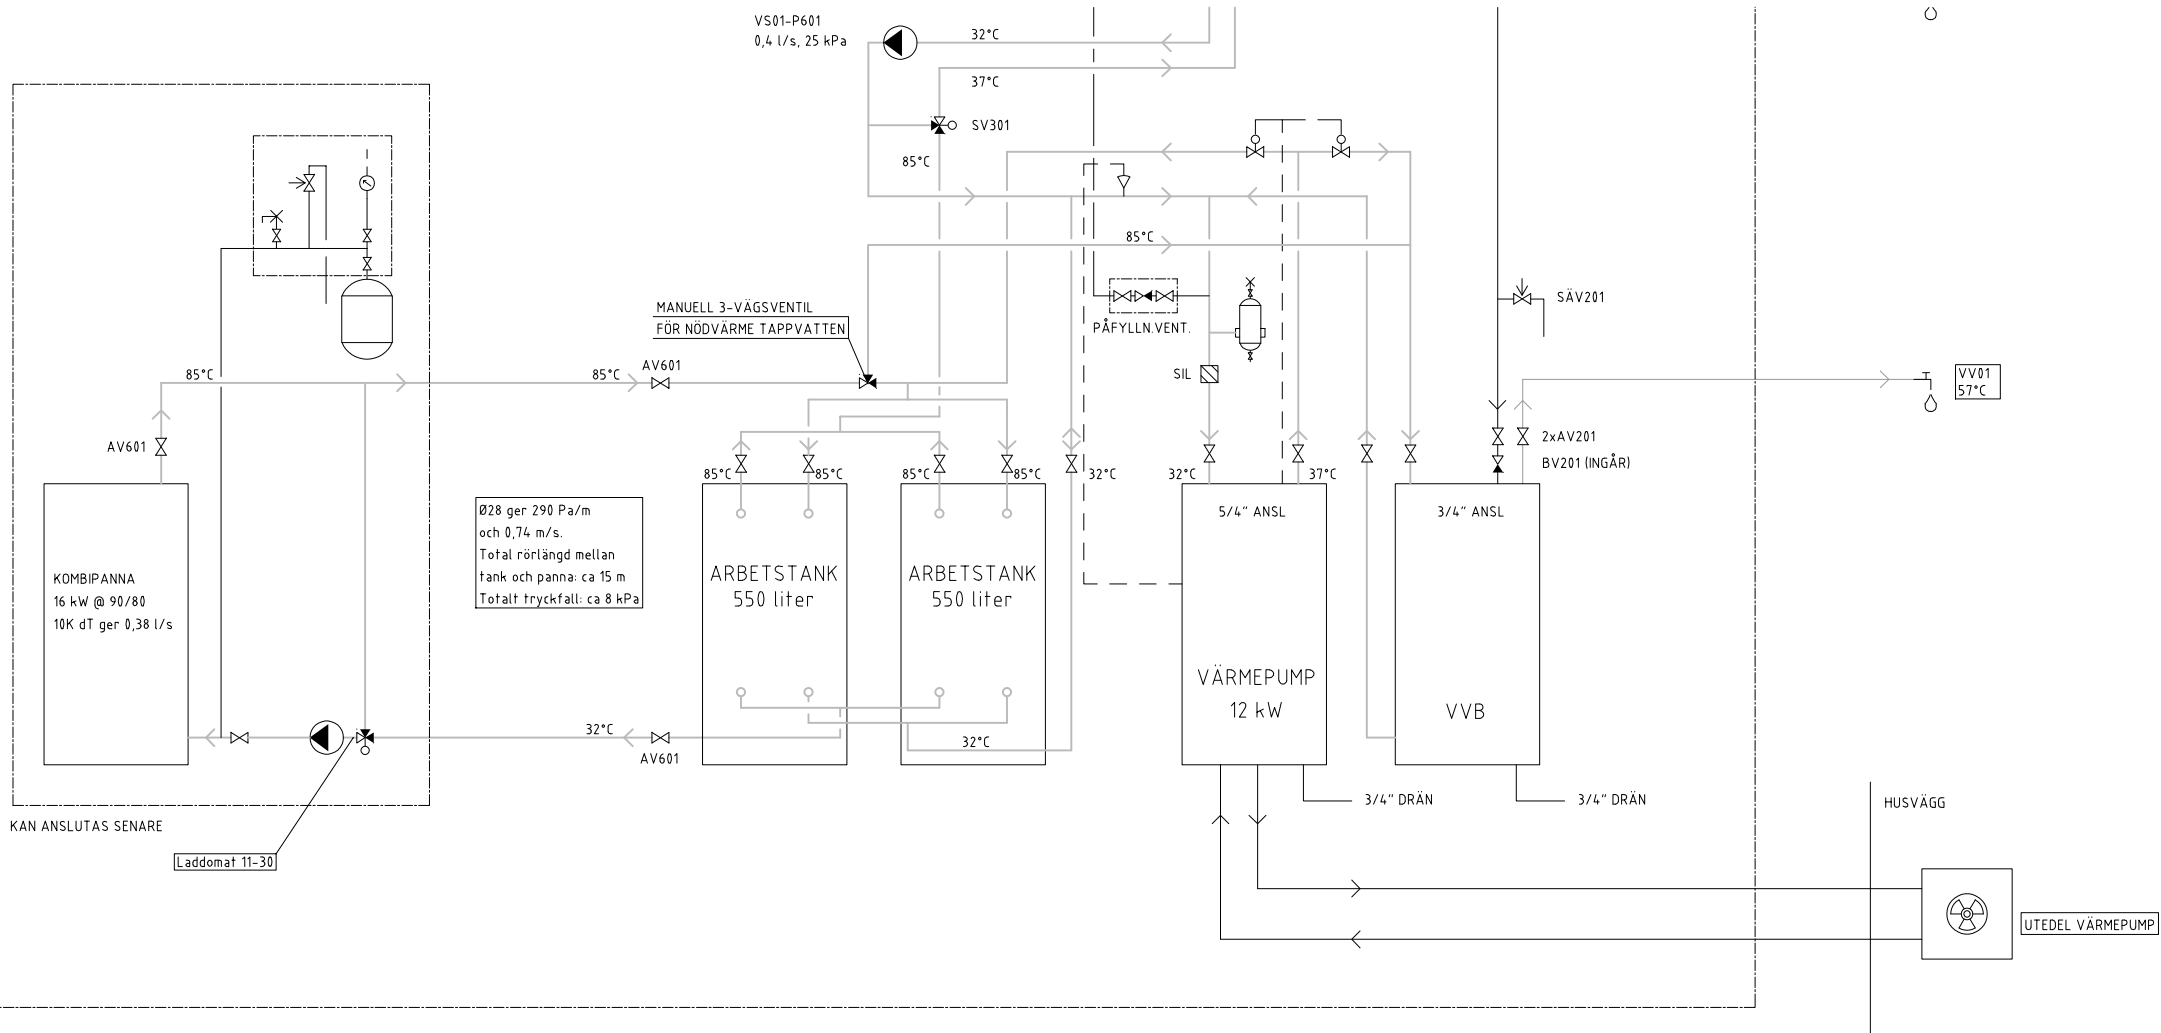 VS01-P601
0,4 l/s, 25 kPa
32°C
37°C
SV301
85°C
85°C
MANUELL 3-VÄGSVENTIL
FÖR NÖDVÄRME TAPPVATTEN
PÅFYLLN.VENT.
SÄV201
SIL
85°C
85°C
AV601
VV01
57°C
AV601
2xAV201
BV201 (INGÅR)
85°C
85°C
85°C
85°C
32°C
32°C
37°C
Ø28 ger 290 Pa/m
och 0,74 m/s.
Total rörlängd mellan
tank och panna: ca 15 m
Totalt tryckfall: ca 8 kPa
5/4" ANSL
3/4" ANSL
KOMBIPANNA
16 kW @ 90/80
10K dT ger 0,38 l/s
ARBETSTANK
550 liter
ARBETSTANK
550 liter
VÄRMEPUMP
12 kW
VVB
32°C
32°C
AV601
3/4" DRÄN
3/4" DRÄN
HUSVÄGG
KAN ANSLUTAS SENARE
Laddomat 11-30
UTEDEL VÄRMEPUMP